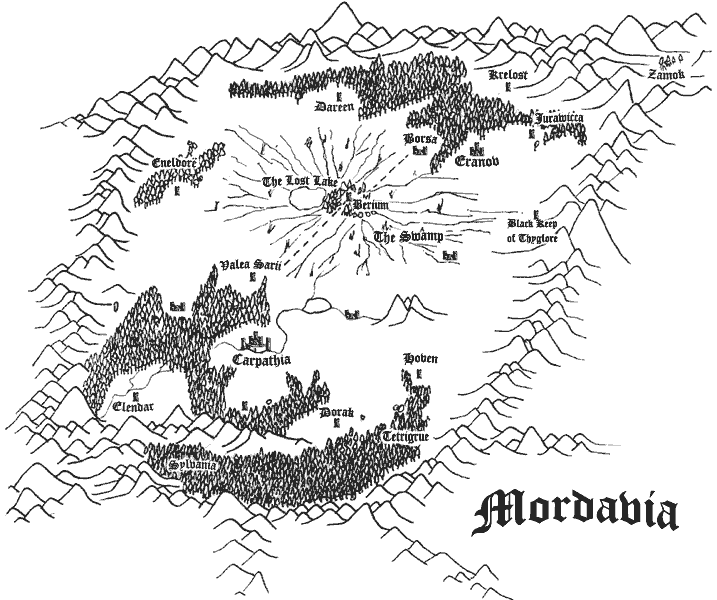 Krelost
Zamok
Dareen
Jurawicca
Borsa
Eranov
Eneldore
The Lost Lake
Berium
Black Keep
of Thyglore
The Swamp
Valea Sarii
Carpathia
Hoven
Elendar
Dorak
Tetrigrue
Sylvania
Mordavia